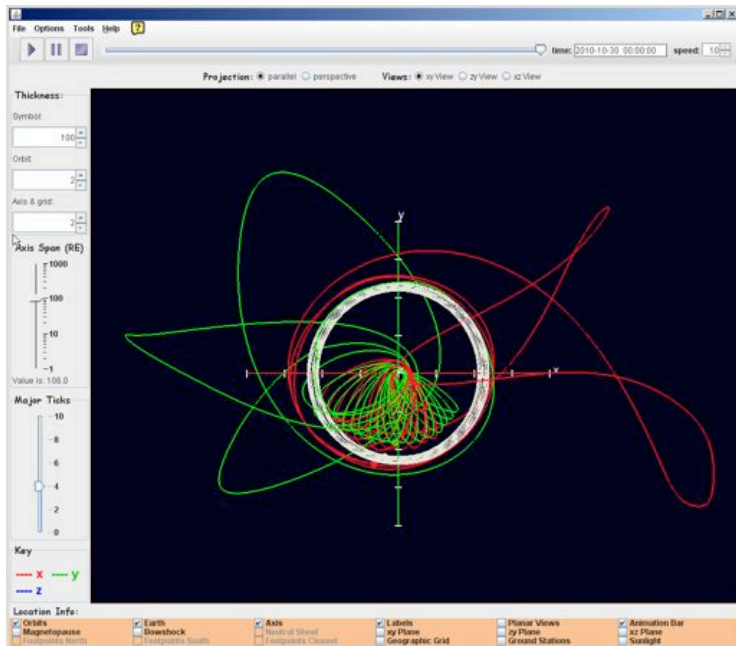 File Options Tools Help ?
time: 2010-10-30 00:00:00 speed: 10
Projection: parallel perspective Views: xy View zy View xz View
Thickness:
Symbol:
100
Orbit:
2
Axis & grid:
2
Axis Span (RE)
1000
100
10
1
Value is: 106.0
Major Ticks
10
8
6
4
2
0
Key
x y
z
y
x
Location Info:
Orbits Earth Axis Labels Planar Views Animation Bar
Magnetopause Bowshock Neutral Sheet xy Plane zy Plane xz Plane
Footpoints North Footpoints South Footpoints Closest Geographic Grid Ground Stations Sunlight